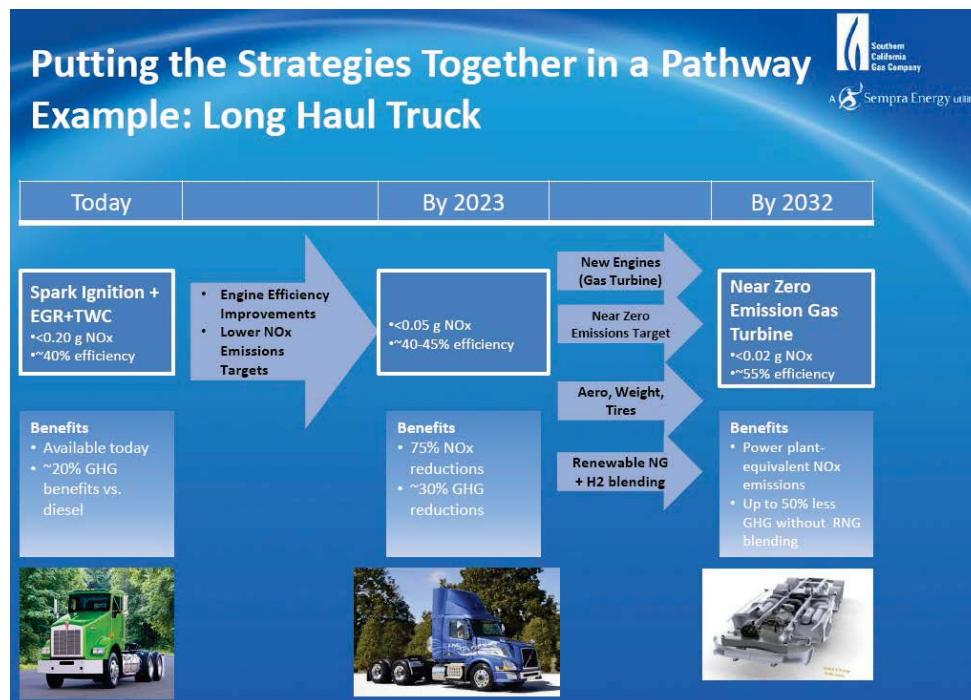 Putting the Strategies Together in a Pathway
Example: Long Haul Truck
Southern
California
Gas Company
A Sempra Energy utili
Today
By 2023
By 2032
Spark Ignition +
EGR+TWC
•<0.20 g NOx
•~40% efficiency
• Engine Efficiency
Improvements
• Lower NOx
Emissions
Targets
•<0.05 g NOx
•~40-45% efficiency
New Engines
(Gas Turbine)
Near Zero
Emissions Target
Aero, Weight,
Tires
Renewable NG
+ H2 blending
Near Zero
Emission Gas
Turbine
•<0.02 g NOx
•~55% efficiency
Benefits
• Available today
• ~20% GHG
benefits vs.
diesel
Benefits
• 75% NOx
reductions
• ~30% GHG
reductions
Benefits
• Power plant-
equivalent NOx
emissions
• Up to 50% less
GHG without RNG
blending